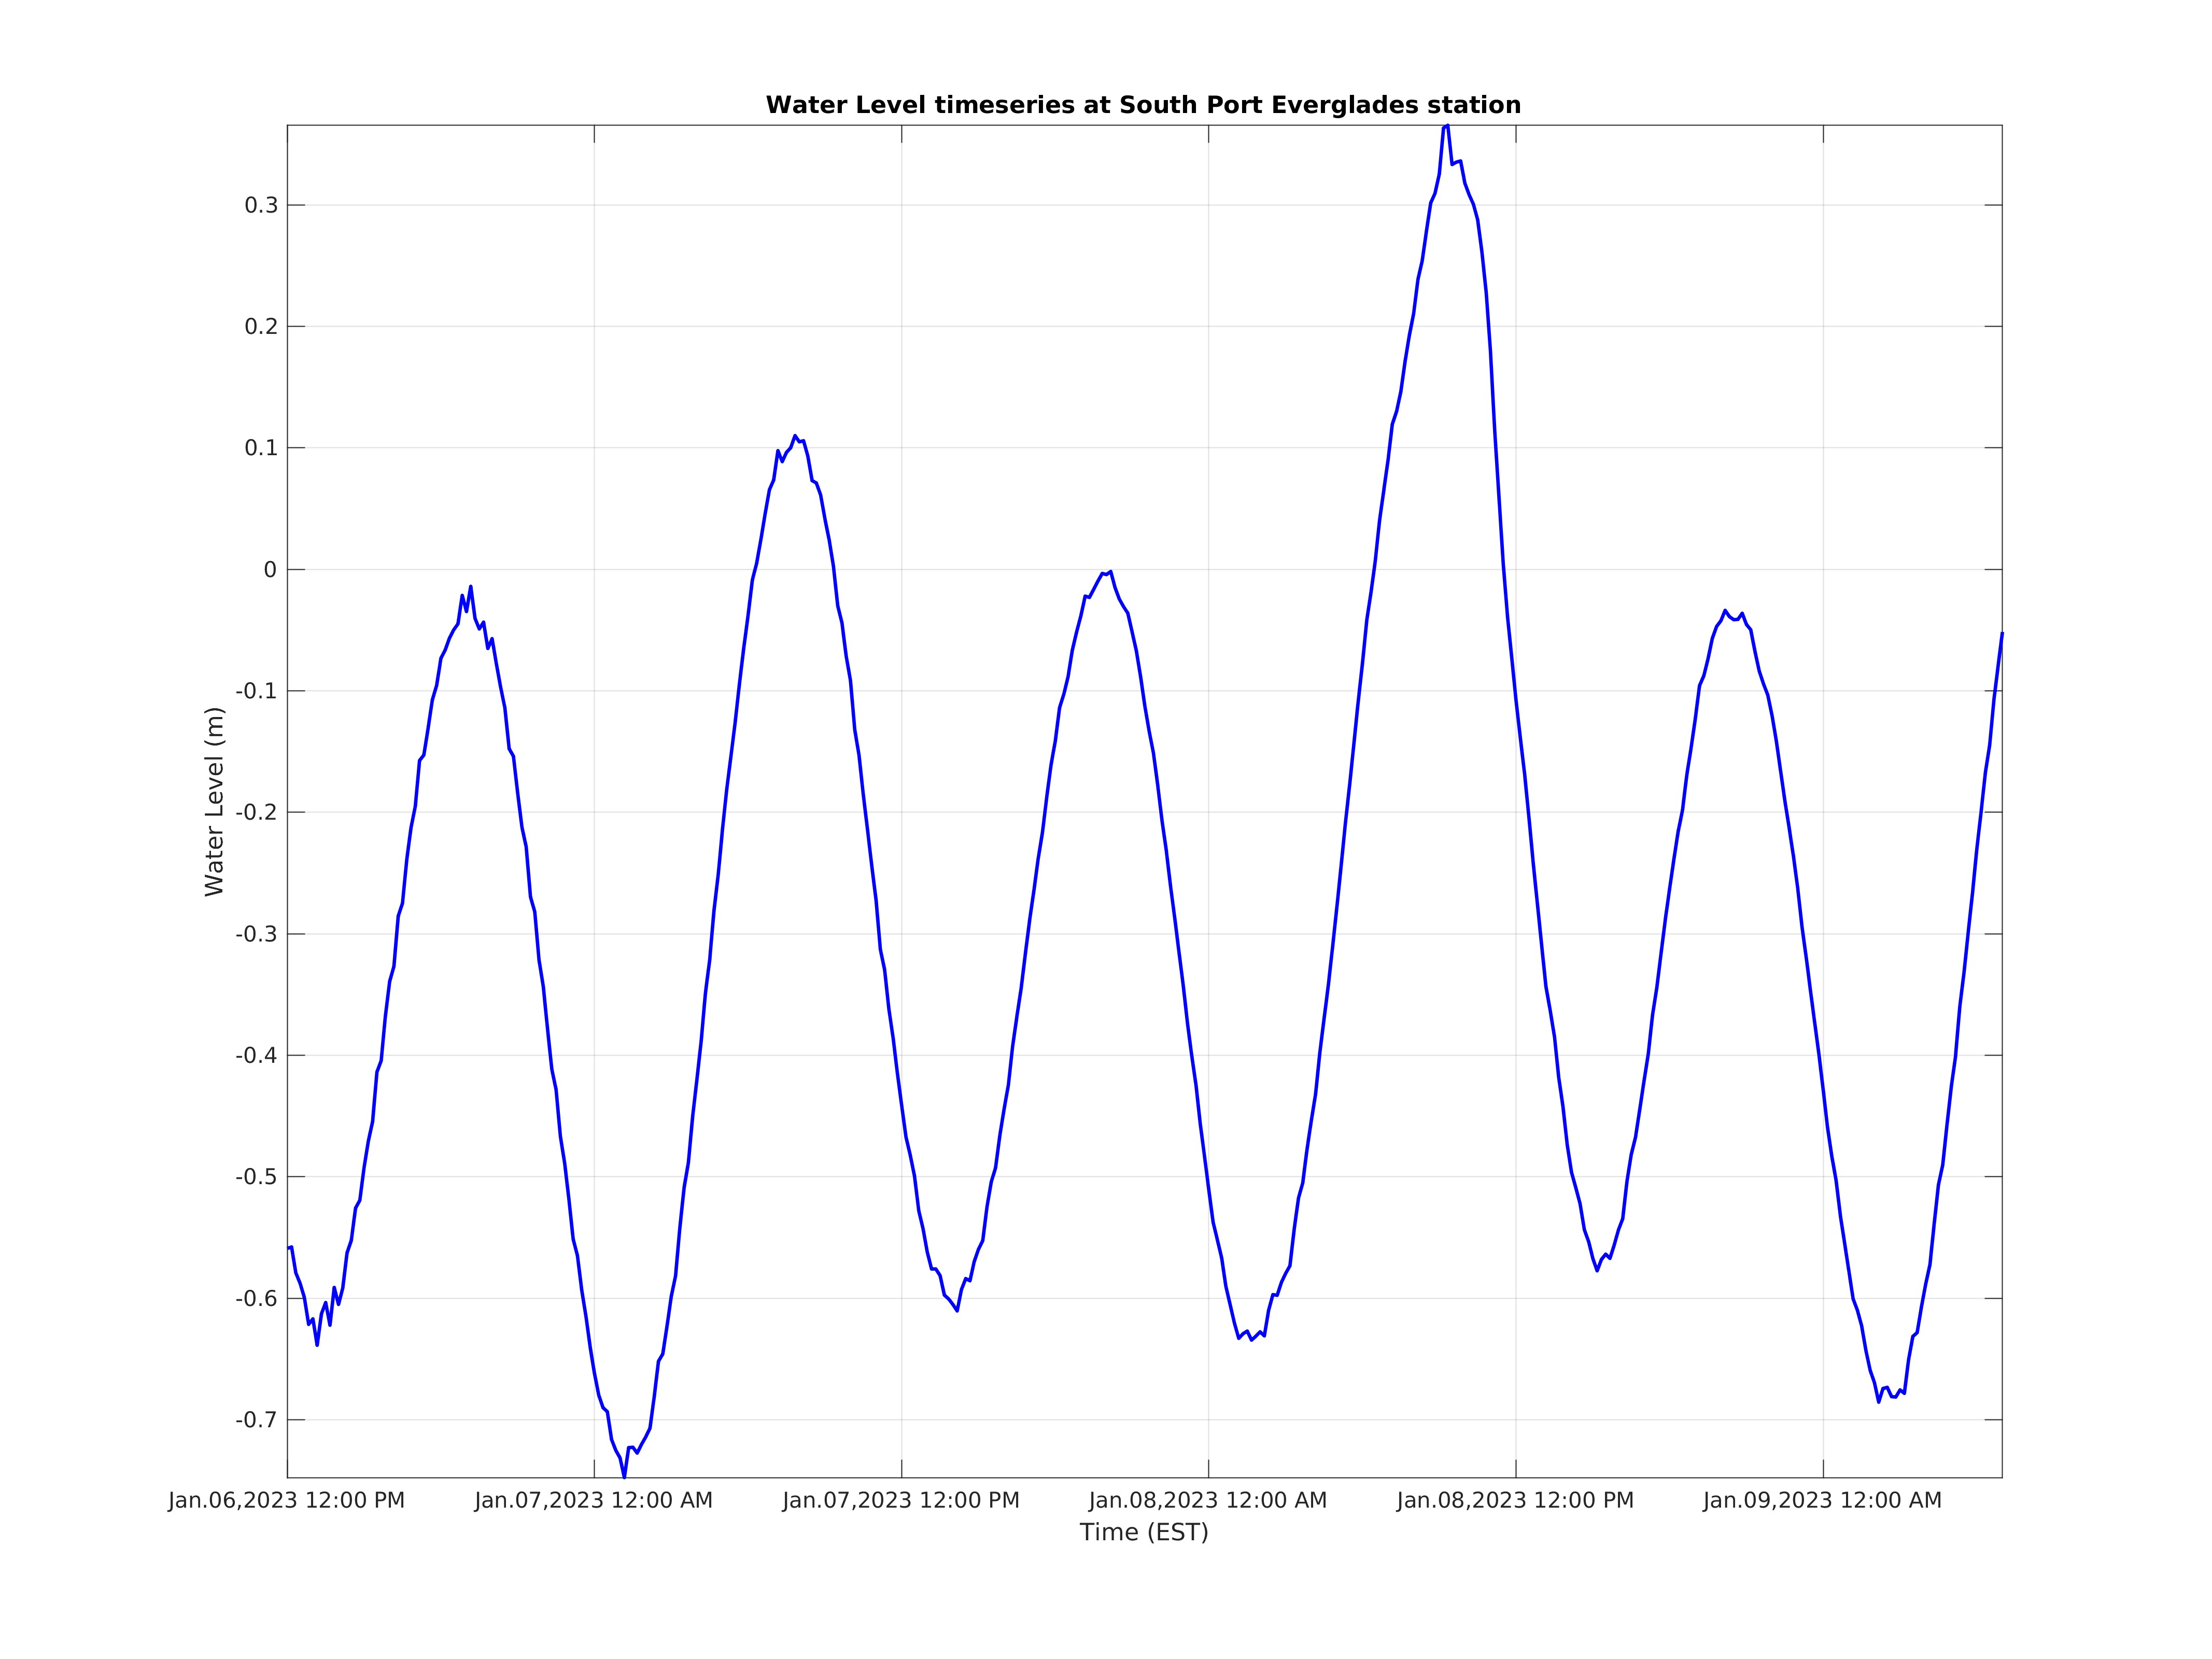 Water Level timeseries at South Port Everglades station
0.3
0.2
0.1
0
-0.1
-0.2
-0.3
-0.4
-0.5
-0.6
-0.7
Water Level (m)
Jan.06,2023 12:00 PM
Jan.07,2023 12:00 AM
Jan.07,2023 12:00 PM
Jan.08,2023 12:00 AM
Jan.08,2023 12:00 PM
Jan.09,2023 12:00 AM
Time (EST)